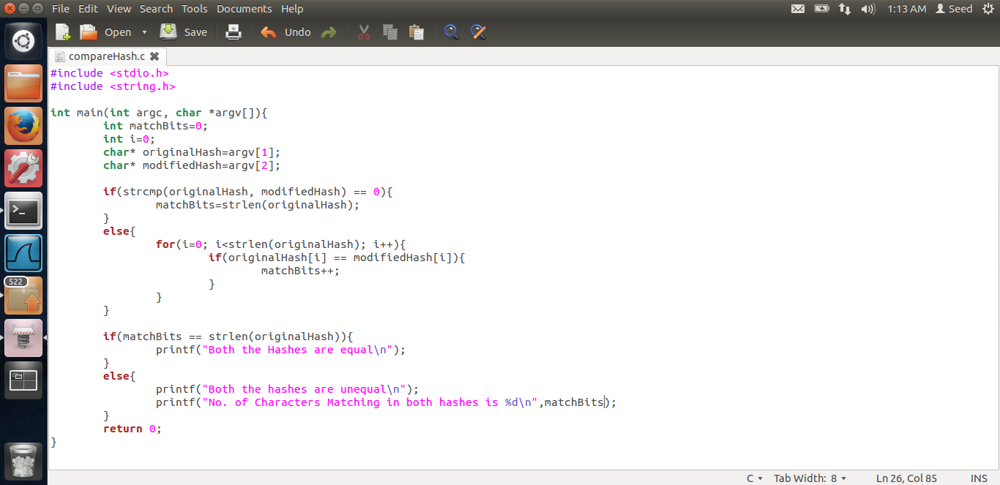 File Edit View Search Tools Documents Help 1:13 AM Seed
Open Save Undo
compareHash.c
#include <stdio.h>
#include <string.h>
int main(int argc, char *argv[]){
int matchBits=0;
int i=0;
char* originalHash=argv[1];
char* modifiedHash=argv[2];
if(strcmp(originalHash, modifiedHash) == 0){
matchBits=strlen(originalHash);
}
else{
for(i=0; i<strlen(originalHash); i++){
if(originalHash[i] == modifiedHash[i]){
matchBits++;
}
}
}
if(matchBits == strlen(originalHash)){
printf("Both the Hashes are equal\n");
}
else{
printf("Both the hashes are unequal\n");
printf("No. of Characters Matching in both hashes is %d\n",matchBits);
}
return 0;
}
522
C Tab Width: 8 Ln 26, Col 85 INS